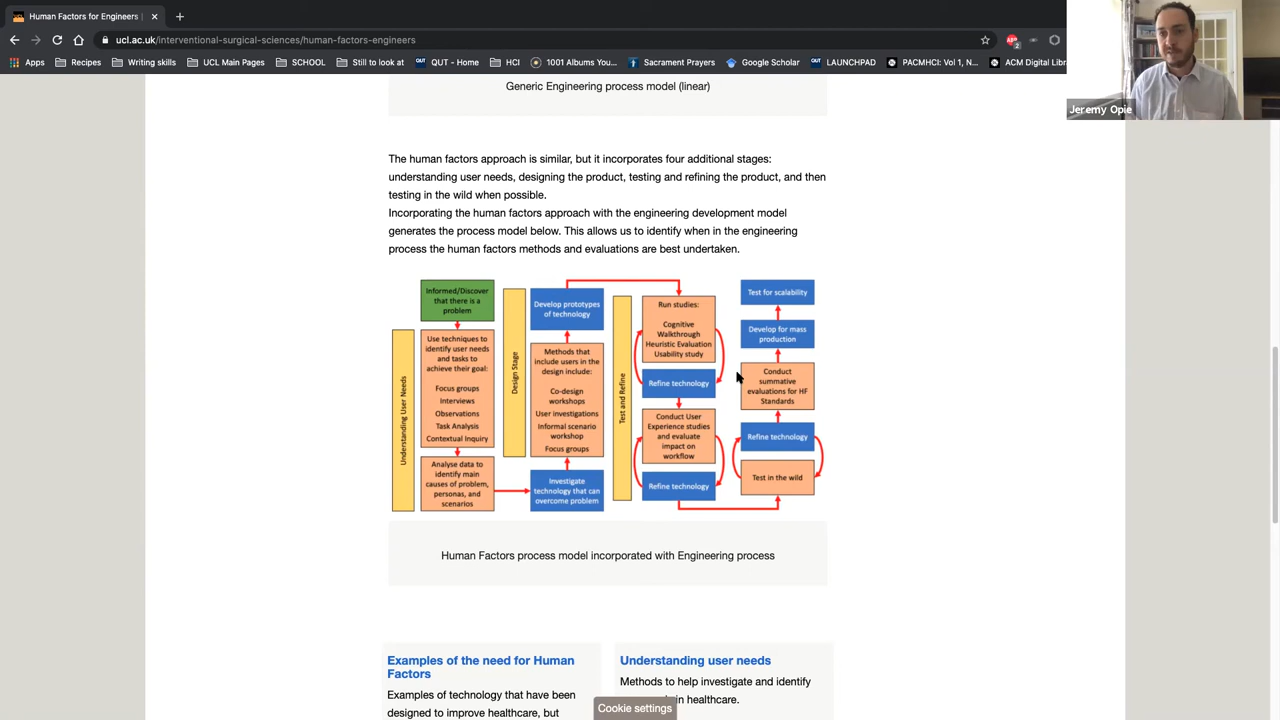 Human Factors for Engineers |
ucl.ac.uk/interventional-surgical-sciences/human-factors-engineers
Apps
Recipes
Writing skills
UCL Main Pages
SCHOOL
Still to look at
QUT - Home
HCI
1001 Albums You...
Sacrament Prayers
Google Scholar
LAUNCHPAD
PACMHCI: Vol 1, N...
ACM Digital Libr
Jeremy Opie
Generic Engineering process model (linear)
The human factors approach is similar, but it incorporates four additional stages:
understanding user needs, designing the product, testing and refining the product, and then
testing in the wild when possible.
Incorporating the human factors approach with the engineering development model
generates the process model below. This allows us to identify when in the engineering
process the human factors methods and evaluations are best undertaken.
Understanding User Needs
Informed/Discover
that there is a
problem
Use techniques to
identify user needs
and tasks to
achieve their goal:
Focus groups
Interviews
Observations
Task Analysis
Contextual Inquiry
Analyse data to
identify main
causes of problem,
personas, and
scenarios
Design Stage
Develop prototypes
of technology
Methods that
include users in the
design include:
Co-design
workshops
User investigations
Informal scenario
workshop
Focus groups
Investigate
technology that can
overcome problem
Test and Refine
Run studies:
Cognitive
Walkthrough
Heuristic Evaluation
Usability study
Refine technology
Conduct User
Experience studies
and evaluate
impact on
workflow
Refine technology
Test for scalability
Develop for mass
production
Conduct
summative
evaluations for HF
Standards
Refine technology
Test in the wild
Human Factors process model incorporated with Engineering process
Examples of the need for Human
Factors
Examples of technology that have been
designed to improve healthcare, but
Understanding user needs
Methods to help investigate and identify
in healthcare.
Cookie settings